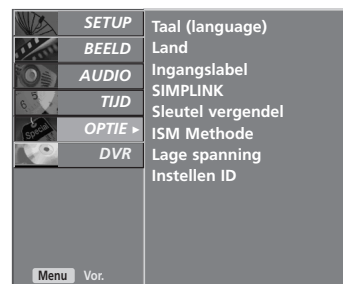 SETUP
BEELD
AUDIO
TIJD
OPTIE ►
DVR
Taal (language)
Land
Ingangslabel
SIMPLINK
Sleutel vergendel
ISM Methode
Lage spanning
Instellen ID
Menu Vor.